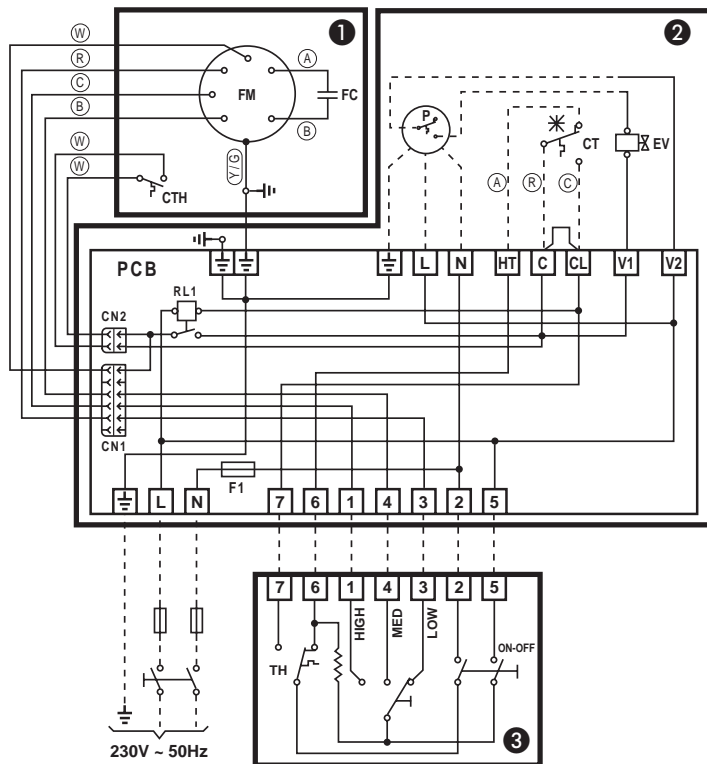 W
R
C
B
W
W
1
A
FM
FC
B
Y/G
CTH
2
P
CT
EV
A
R
C
PCB
L
N
HT
C
CL
V1
V2
RL1
CN2
CN1
F1
L
N
7
6
1
4
3
2
5
7
6
1
4
3
2
5
HIGH
MED
LOW
TH
ON-OFF
3
230V ~ 50Hz